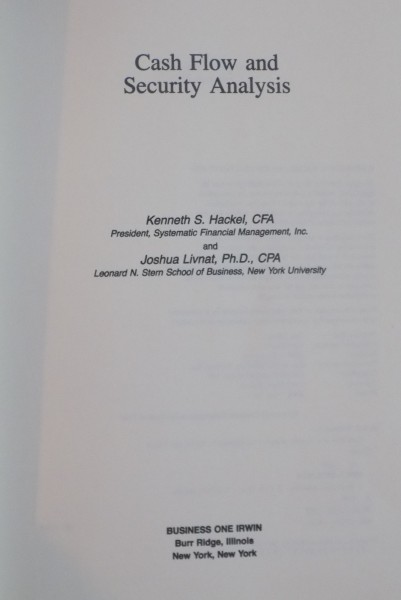 Cash Flow and
Security Analysis
Kenneth S. Hackel, CFA
President, Systematic Financial Management, Inc.
and
Joshua Livnat, Ph.D., CPA
Leonard N. Stern School of Business, New York University
BUSINESS ONE IRWIN
Burr Ridge, Illinois
New York, New York